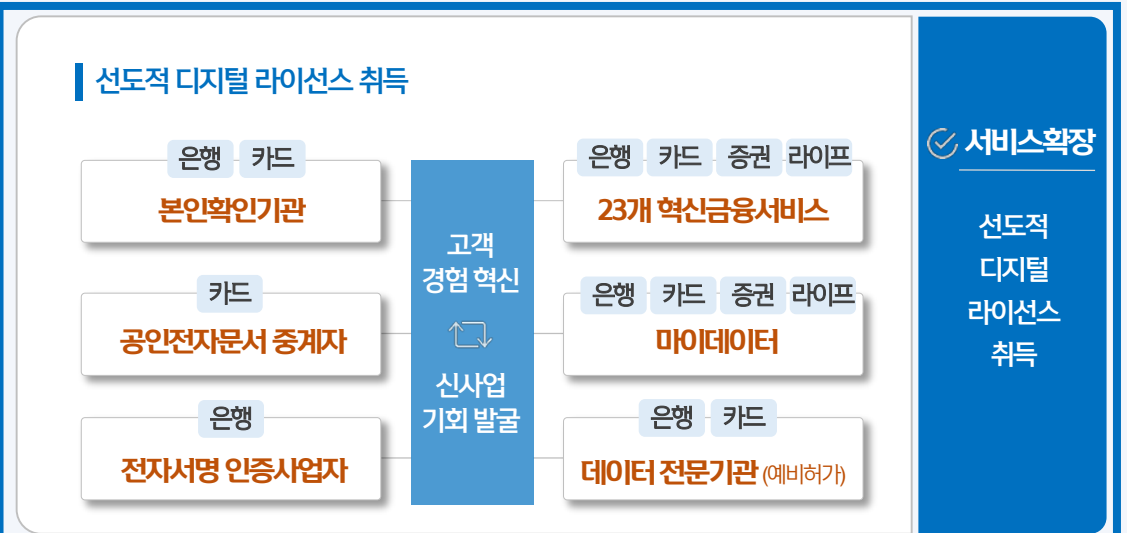 선도적 디지털 라이선스 취득
은행 카드
본인확인기관
카드
공인전자문서 중계자
은행
전자서명 인증사업자
고객
경험 혁신
신사업
기회 발굴
은행 카드 증권 라이프
23개 혁신금융서비스
은행 카드 증권 라이프
마이데이터
은행 카드
데이터 전문기관 (예비허가)
서비스확장
선도적
디지털
라이선스
취득